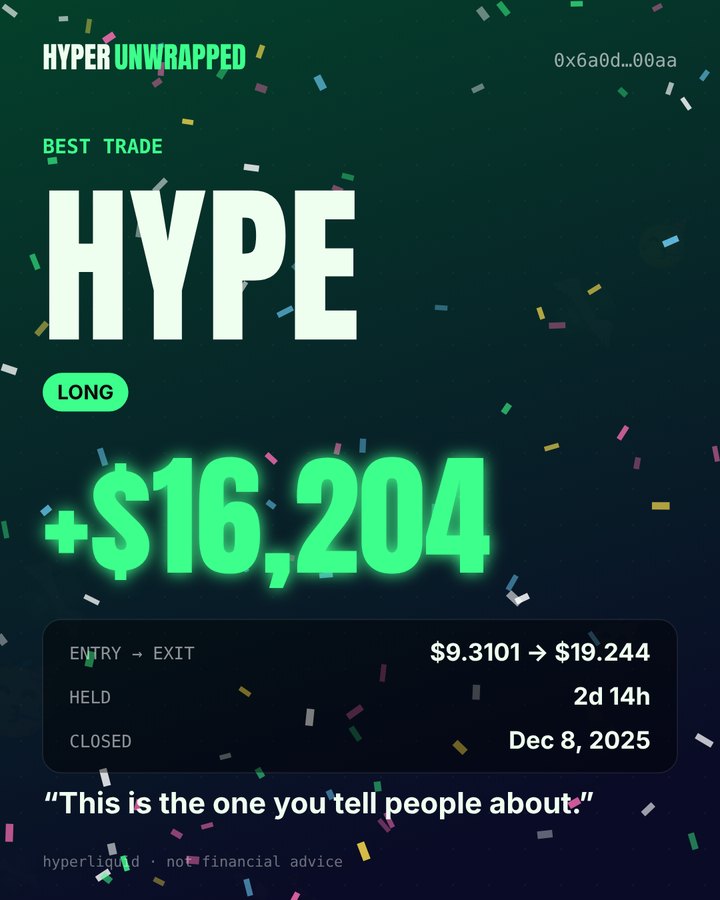 HYPER UNWRAPPED 0x6a0d…00aa
BEST TRADE
HYPE
LONG
+$16,204
ENTRY → EXIT $9.3101 → $19.244
HELD 2d 14h
CLOSED Dec 8, 2025
“This is the one you tell people about.”
hyperliquid · not financial advice